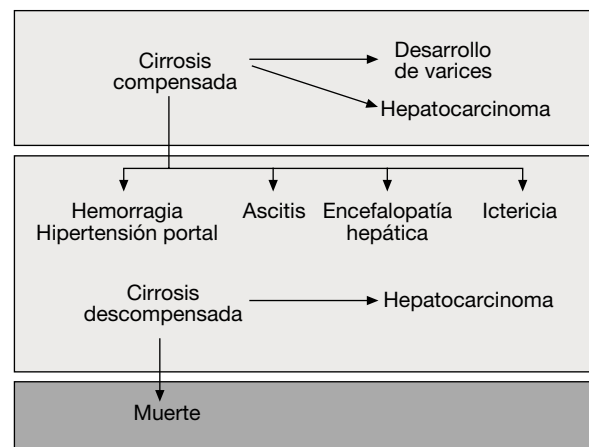 Cirrosis
compensada
Desarrollo
de varices
Hepatocarcinoma
Hemorragia
Hipertensión portal
Ascitis
Encefalopatía
hepática
Ictericia
Cirrosis
descompensada
Hepatocarcinoma
Muerte